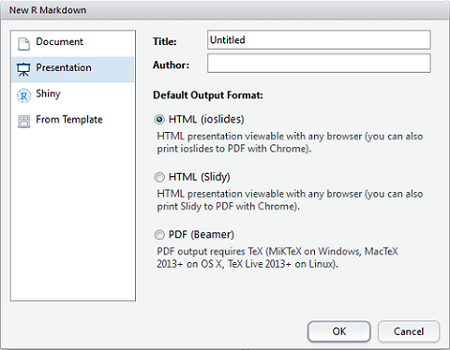 New R Markdown
Document
Presentation
Shiny
From Template
Title: Untitled
Author:
Default Output Format:
HTML (ioslides)
HTML presentation viewable with any browser (you can also
print ioslides to PDF with Chrome).
HTML (Slidy)
HTML presentation viewable with any browser (you can also
print Slidy to PDF with Chrome).
PDF (Beamer)
PDF output requires TeX (MiKTeX on Windows, MacTeX
2013+ on OS X, TeX Live 2013+ on Linux).
OK Cancel